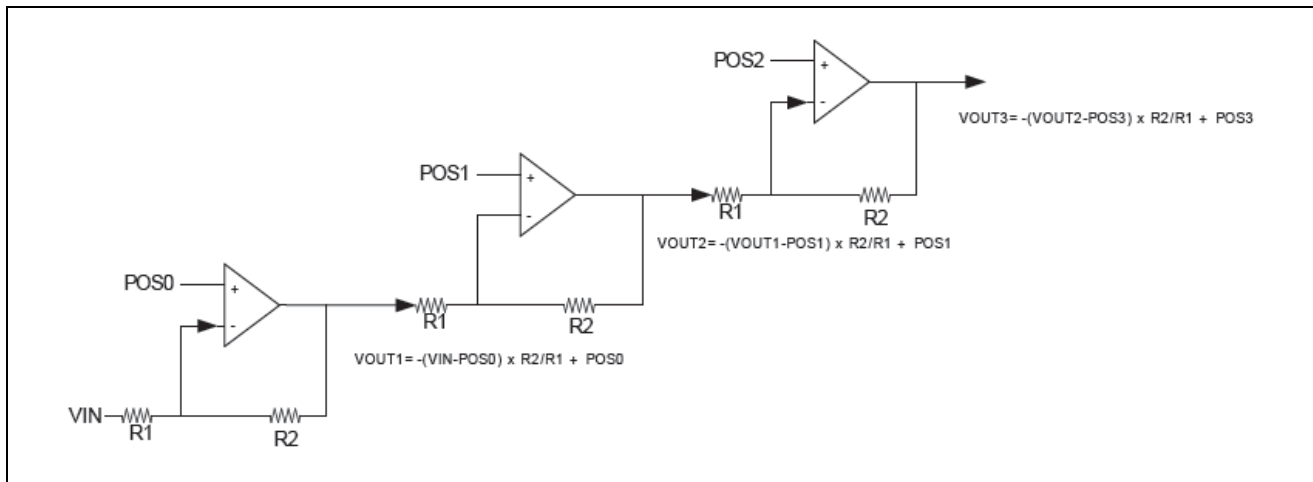 POS2
+
-
VOUT3= -(VOUT2-POS3) x R2/R1 + POS3
POS1
+
-
R1
R2
VOUT2= -(VOUT1-POS1) x R2/R1 + POS1
POS0
+
-
R1
R2
VOUT1= -(VIN-POS0) x R2/R1 + POS0
VIN
R1
R2